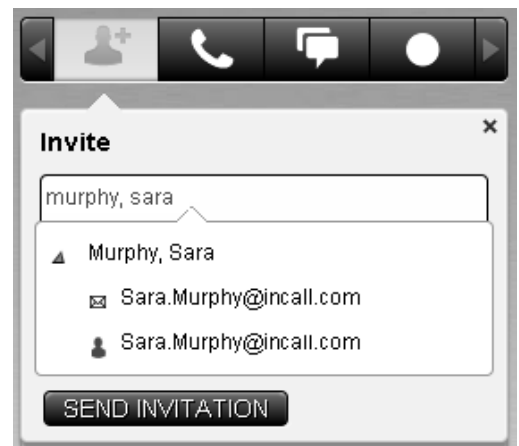 Invite
murphy, sara
Murphy, Sara
Sara.Murphy@incall.com
Sara.Murphy@incall.com
SEND INVITATION